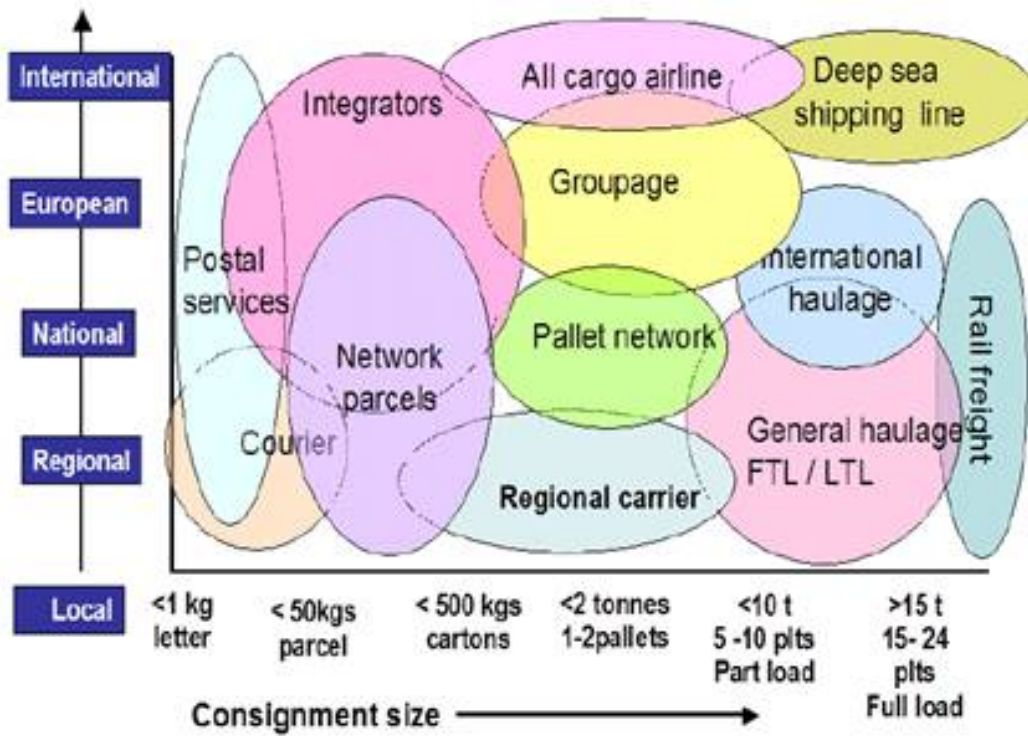 International
European
National
Regional
Local
All cargo airline
Deep sea
shipping line
Integrators
Groupage
Postal
services
International
haulage
Pallet network
Network
parcels
Courier
Rail freight
General haulage
FTL / LTL
Regional carrier
<1 kg
letter
< 50kgs
parcel
< 500 kgs
cartons
<2 tonnes
1-2pallets
<10 t
5 -10 plts
Part load
>15 t
15- 24
plts
Full load
Consignment size